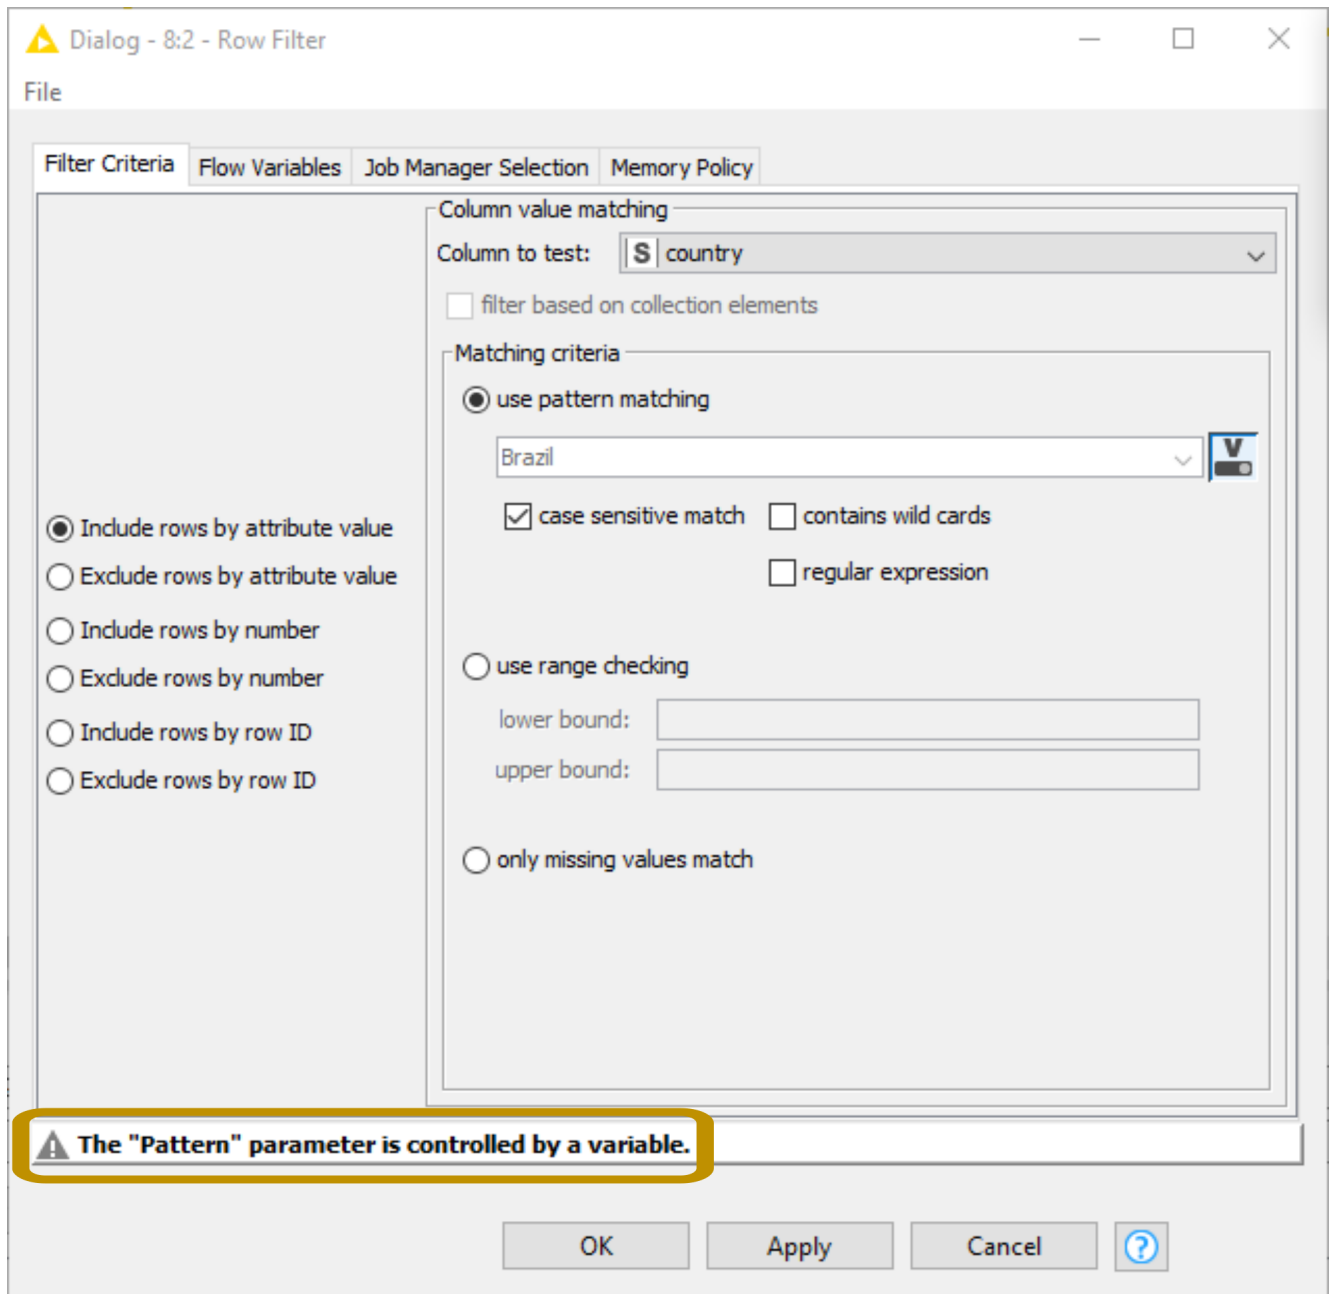 Dialog - 8:2 - Row Filter
File
Filter Criteria Flow Variables Job Manager Selection Memory Policy
Column value matching
Column to test: S country
filter based on collection elements
Matching criteria
use pattern matching
Brazil V
case sensitive match contains wild cards
regular expression
Include rows by attribute value
Exclude rows by attribute value
Include rows by number
Exclude rows by number
Include rows by row ID
Exclude rows by row ID
use range checking
lower bound:
upper bound:
only missing values match
The "Pattern" parameter is controlled by a variable.
OK Apply Cancel ?